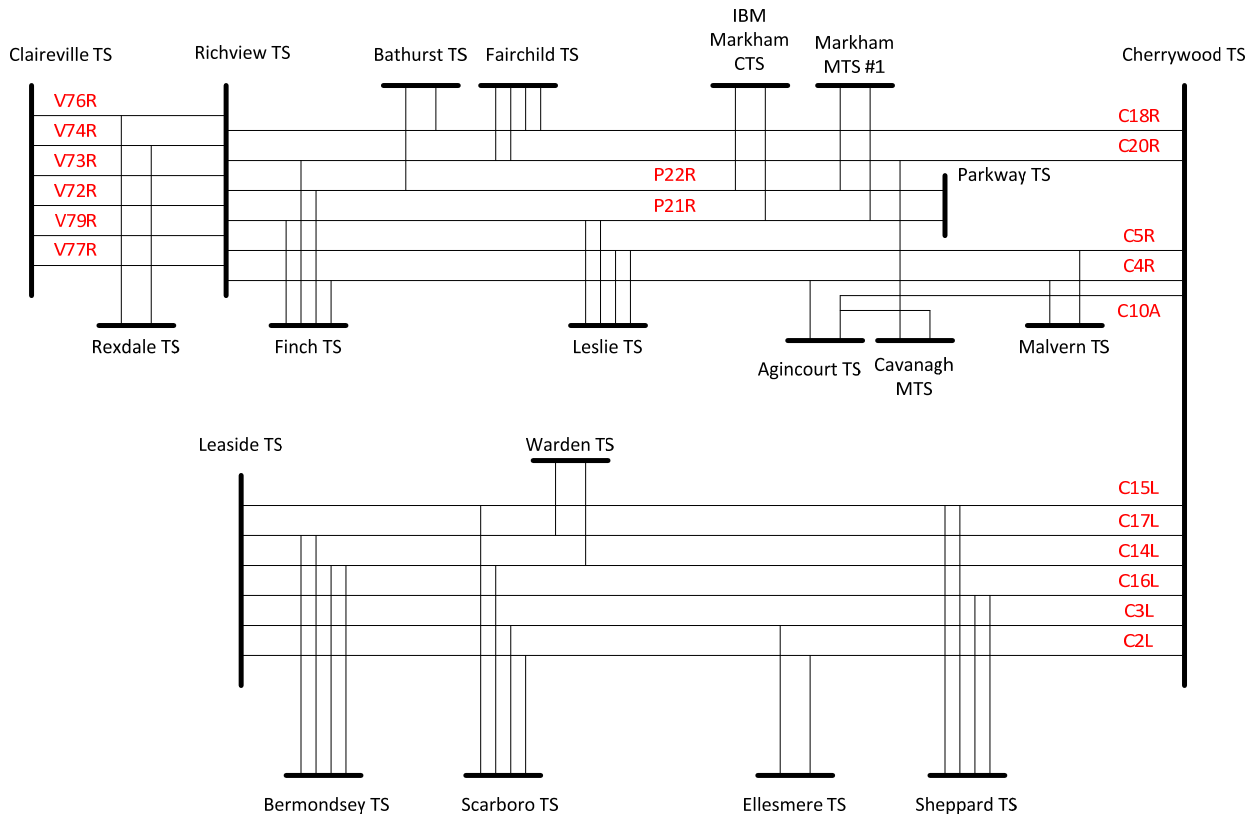 Claireville TS
Richview TS
Bathurst TS
Fairchild TS
IBM
Markham
CTS
Markham
MTS #1
Cherrywood TS
V76R
V74R
V73R
V72R
V79R
V77R
C18R
C20R
P22R
Parkway TS
P21R
C5R
C4R
C10A
Rexdale TS
Finch TS
Leslie TS
Agincourt TS
Cavanagh
MTS
Malvern TS
Leaside TS
Warden TS
C15L
C17L
C14L
C16L
C3L
C2L
Bermondsey TS
Scarboro TS
Ellesmere TS
Sheppard TS